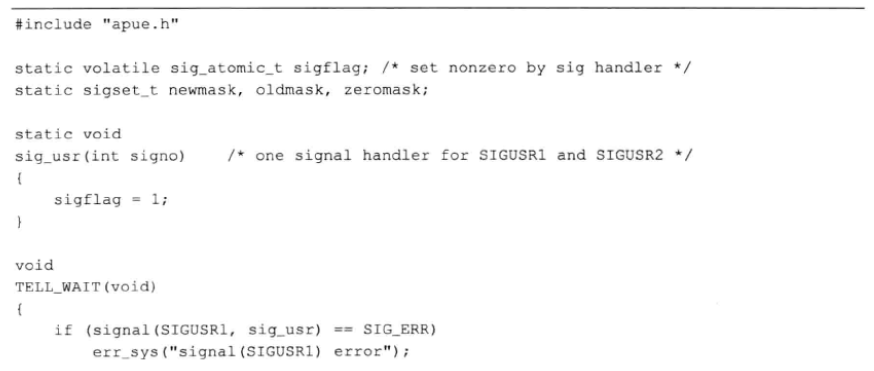 #include "apue.h"
static volatile sig_atomic_t sigflag; /* set nonzero by sig handler */
static sigset_t newmask, oldmask, zeromask;
static void
sig_usr(int signo)    /* one signal handler for SIGUSR1 and SIGUSR2 */
{
    sigflag = 1;
}
void
TELL_WAIT(void)
{
    if (signal(SIGUSR1, sig_usr) == SIG_ERR)
        err_sys("signal(SIGUSR1) error");